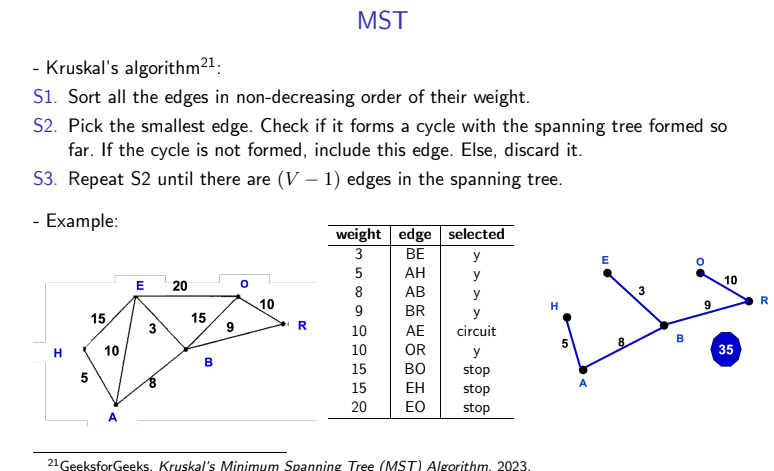 MST
- Kruskal's algorithm21:
S1. Sort all the edges in non-decreasing order of their weight.
S2. Pick the smallest edge. Check if it forms a cycle with the spanning tree formed so
far. If the cycle is not formed, include this edge. Else, discard it.
S3. Repeat S2 until there are (V − 1) edges in the spanning tree.
- Example:
E 20 O
10
15 3 15 9 R
H 10 B
5 8
A
weight edge selected
3 BE y
5 AH y
8 AB y
9 BR y
10 AE circuit
10 OR y
15 BO stop
15 EH stop
20 EO stop
E O
10
3 R
H 9
5 8 B 35
A
21GeeksforGeeks. Kruskal's Minimum Spanning Tree (MST) Algorithm. 2023.